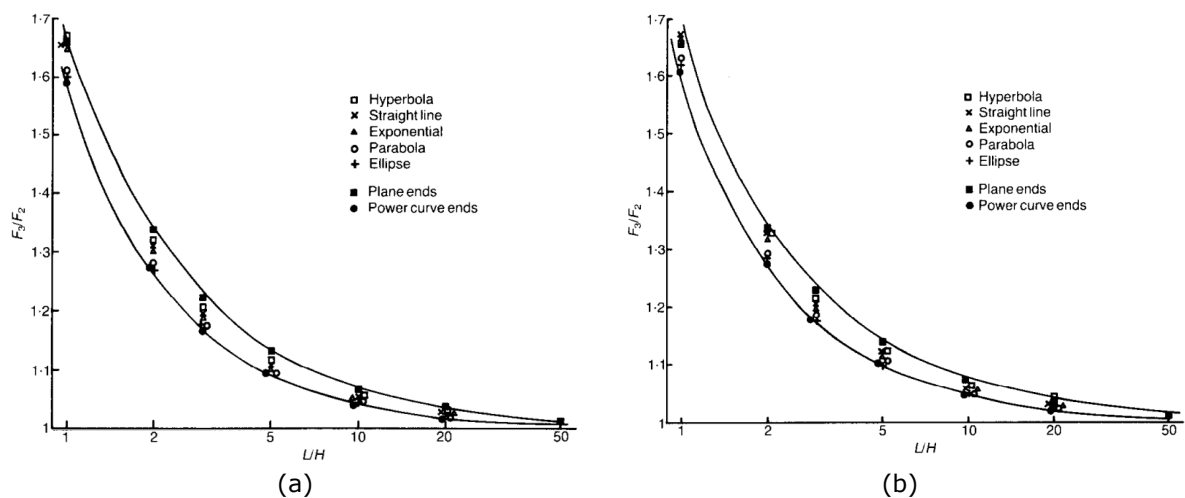 F₃/F₂
1·7
1·6
1·5
1·4
1·3
1·2
1·1
1
Hyperbola
Straight line
Exponential
Parabola
Ellipse
Plane ends
Power curve ends
1 2 5 10 20 50
L/H
(a)
F₃/F₂
1·7
1·6
1·5
1·4
1·3
1·2
1·1
1
Hyperbola
Straight line
Exponential
Parabola
Ellipse
Plane ends
Power curve ends
1 2 5 10 20 50
L/H
(b)